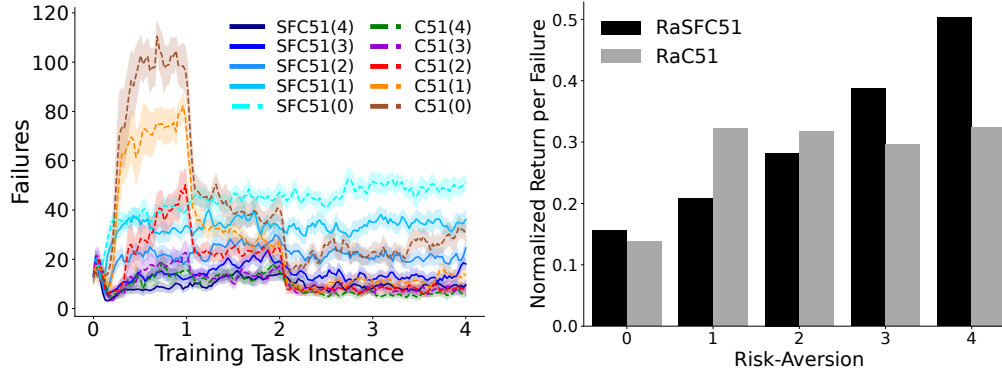 120
100
80
60
40
20
0
Failures
SFC51(4)
SFC51(3)
SFC51(2)
SFC51(1)
SFC51(0)
C51(4)
C51(3)
C51(2)
C51(1)
C51(0)
0 1 2 3 4
Training Task Instance
0.5
0.4
0.3
0.2
0.1
0.0
Normalized Return per Failure
RaSFC51
RaC51
0 1 2 3 4
Risk-Aversion